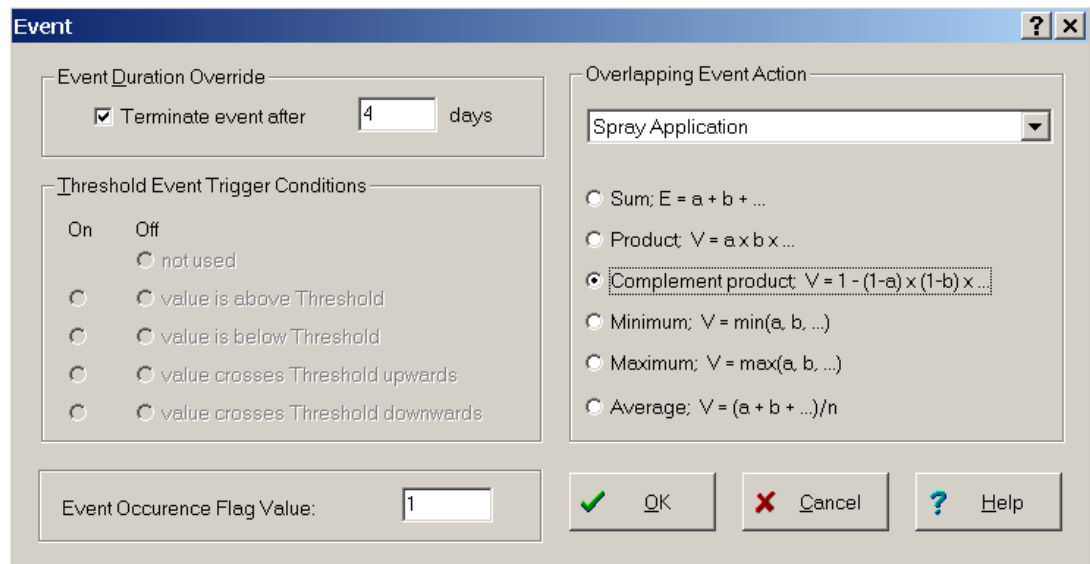 Event
Event Duration Override
Terminate event after 4 days
Threshold Event Trigger Conditions
On Off
not used
value is above Threshold
value is below Threshold
value crosses Threshold upwards
value crosses Threshold downwards
Event Occurence Flag Value: 1
Overlapping Event Action
Spray Application
Sum; E = a + b + ...
Product; V = a x b x ...
Complement product; V = 1 - (1-a) x (1-b) x ...
Minimum; V = min(a, b, ...)
Maximum; V = max(a, b, ...)
Average; V = (a + b + ...)/n
OK Cancel ? Help